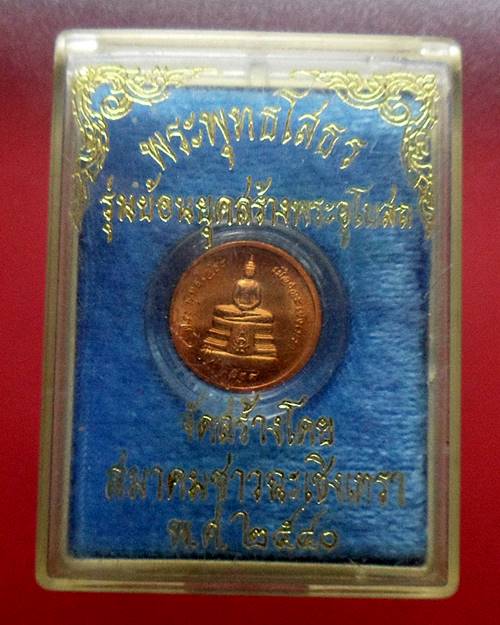 พระพุทธโสธร
รุ่นย้อนยุคสร้างพระอุโบสถ
จัดสร้างโดย
สมาคมชาวฉะเชิงเทรา
พ.ศ. ๒๕๔๐